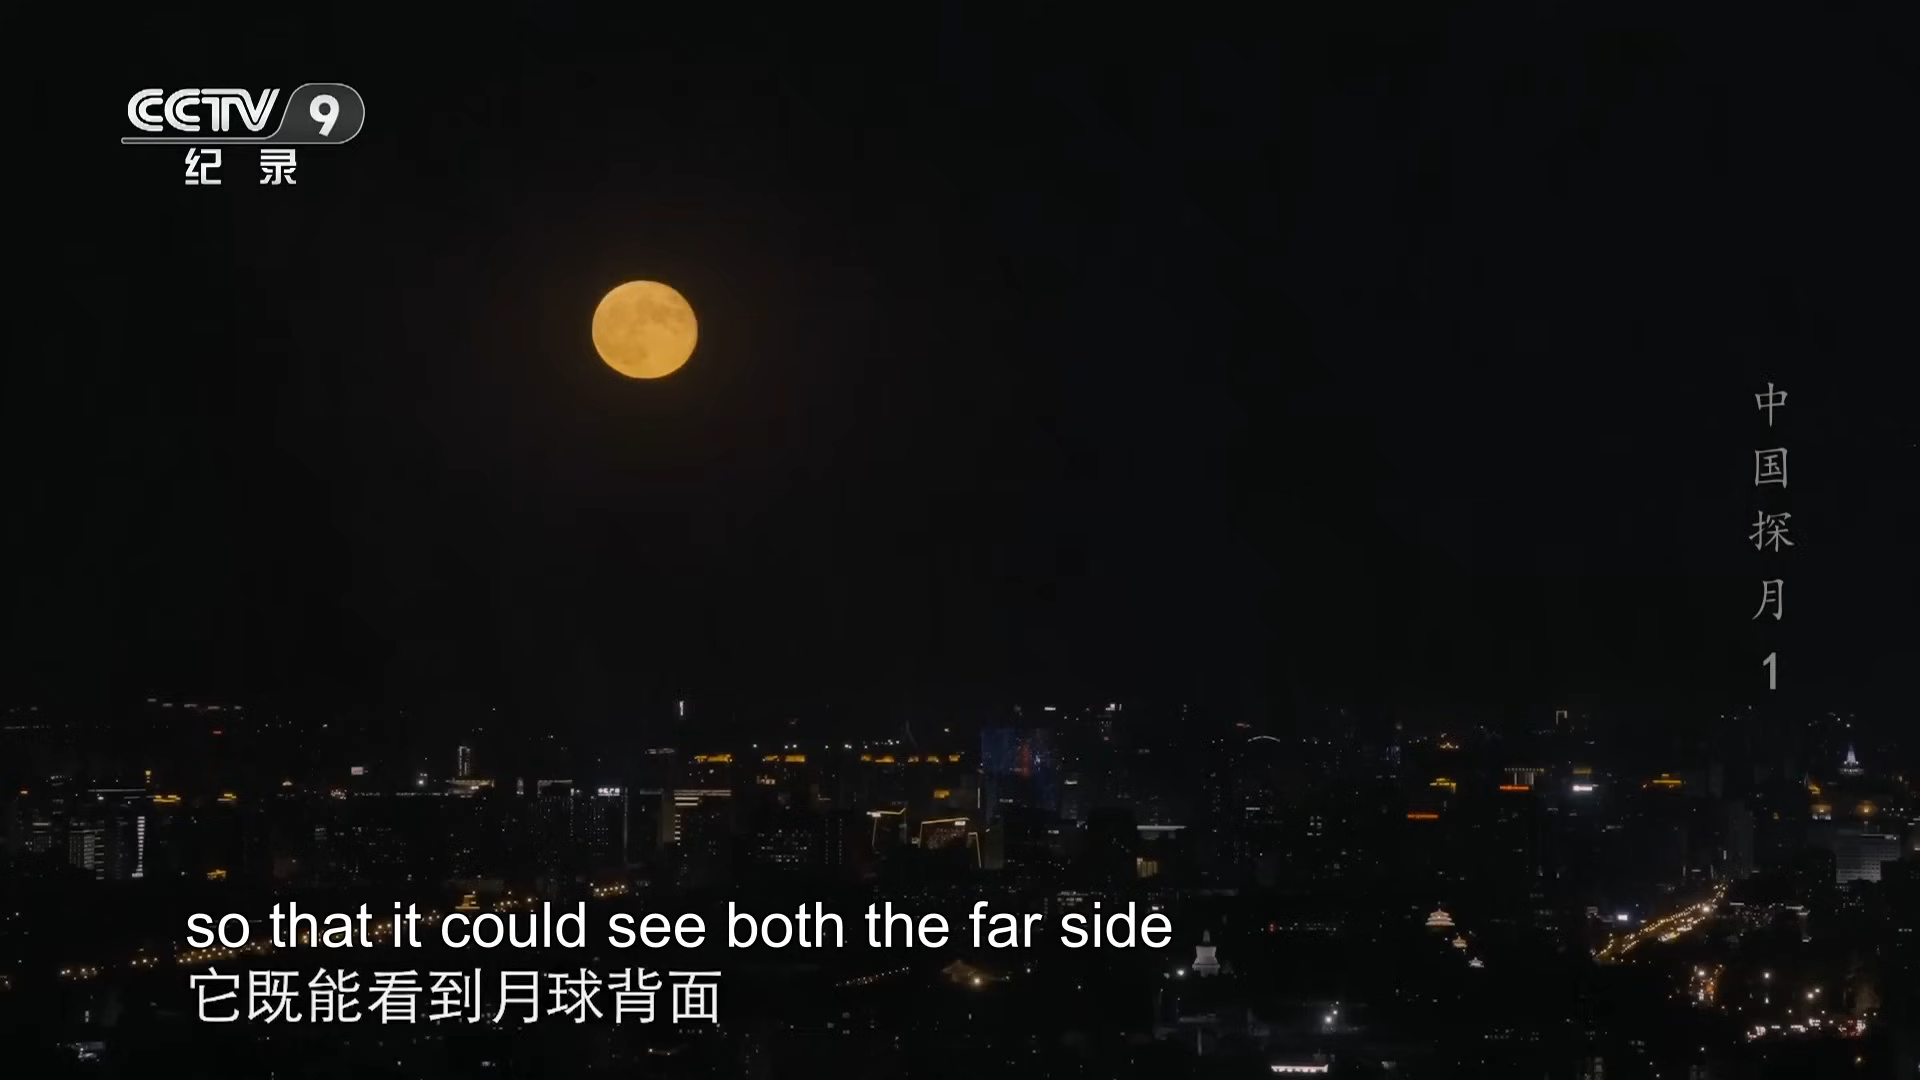 CCTV 9
纪录
中国探月 1
so that it could see both the far side
它既能看到月球背面